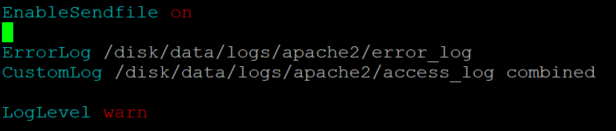 EnableSendfile on
ErrorLog /disk/data/logs/apache2/error_log
CustomLog /disk/data/logs/apache2/access_log combined
LogLevel warn